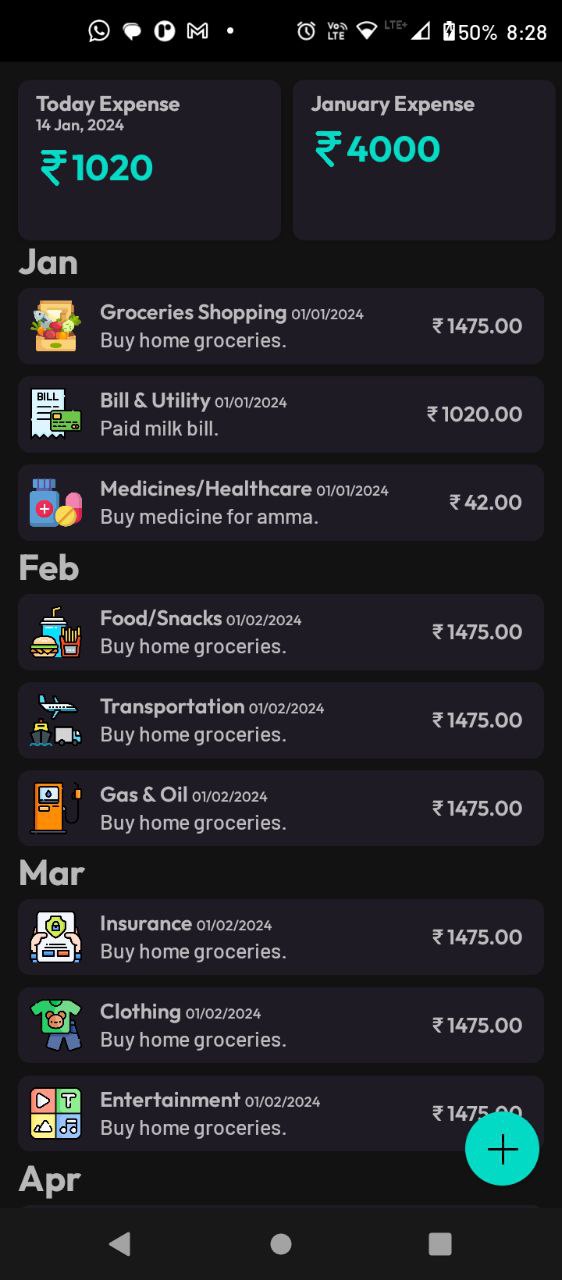 Vo)) LTE LTE+ 50% 8:28
Today Expense
14 Jan, 2024
₹1020
January Expense
₹4000
Jan
Groceries Shopping 01/01/2024
Buy home groceries.
₹1475.00
BILL
Bill & Utility 01/01/2024
Paid milk bill.
₹1020.00
Medicines/Healthcare 01/01/2024
Buy medicine for amma.
₹42.00
Feb
Food/Snacks 01/02/2024
Buy home groceries.
₹1475.00
Transportation 01/02/2024
Buy home groceries.
₹1475.00
Gas & Oil 01/02/2024
Buy home groceries.
₹1475.00
Mar
Insurance 01/02/2024
Buy home groceries.
₹1475.00
Clothing 01/02/2024
Buy home groceries.
₹1475.00
Entertainment 01/02/2024
Buy home groceries.
₹1475.00
Apr